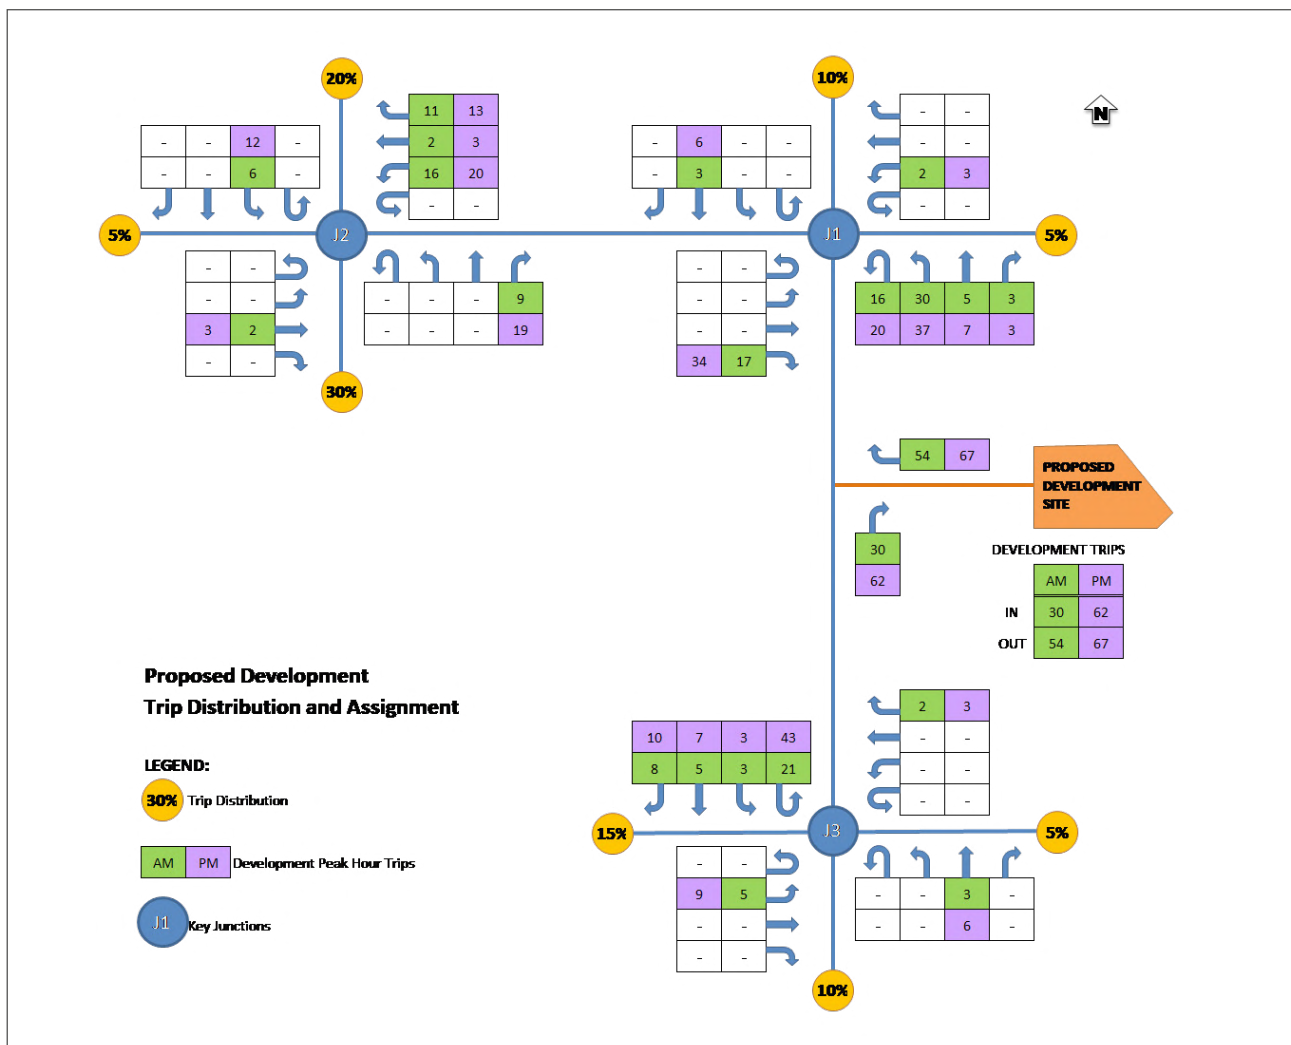 20%
10%
11 13
- - 12 -
2 3
- - 6 -
16 20
- -
- 6 - -
- 3 - -
- -
- -
2 3
- -
N
5%
J2
J1
5%
- -
- -
3 2
- -
- - - 9
- - - 19
- -
- -
- -
34 17
16 30 5 3
20 37 7 3
30%
54 67
PROPOSED
DEVELOPMENT
SITE
30
62
DEVELOPMENT TRIPS
AM PM
IN 30 62
OUT 54 67
Proposed Development
Trip Distribution and Assignment
LEGEND:
30% Trip Distribution
AM PM Development Peak Hour Trips
J1 Key Junctions
10 7 3 43
8 5 3 21
2 3
- -
- -
- -
15%
J3
5%
- -
9 5
- -
- -
- - 3 -
- - 6 -
10%